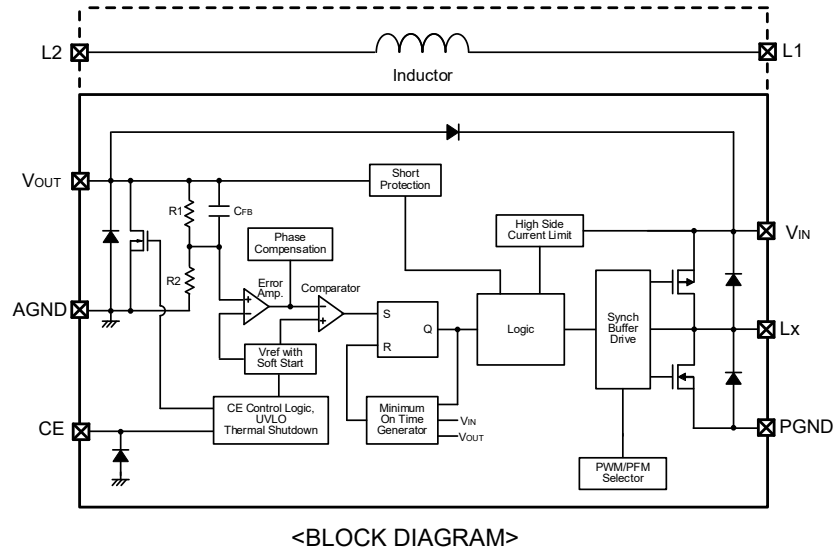 L2
L1
Inductor
VOUT
Short
Protection
R1
CFB
High Side
Current Limit
VIN
Phase
Compensation
R2
Error
Amp.
Comparator
AGND
S
Q
R
Logic
Synch
Buffer
Drive
Lx
Vref with
Soft Start
CE Control Logic,
UVLO
Thermal Shutdown
Minimum
On Time
Generator
VIN
VOUT
CE
PGND
PWM/PFM
Selector
<BLOCK DIAGRAM>